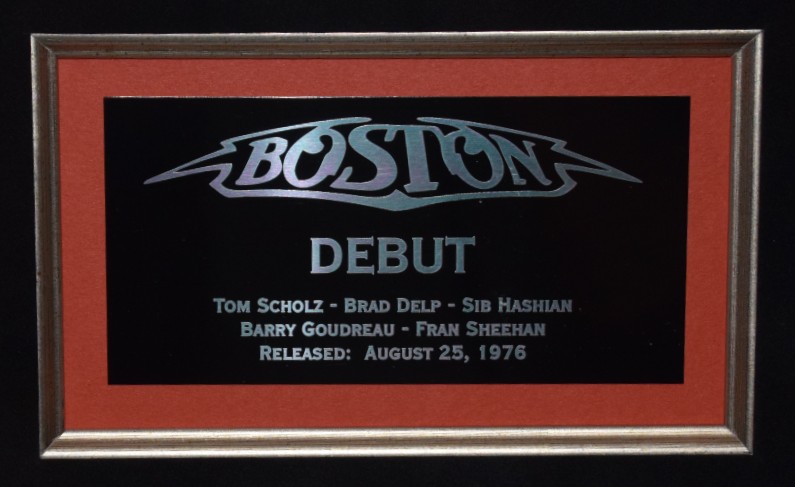 BOSTON
DEBUT
TOM SCHOLZ - BRAD DELP - SIB HASHIAN
BARRY GOUDREAU - FRAN SHEEHAN
RELEASED: AUGUST 25, 1976